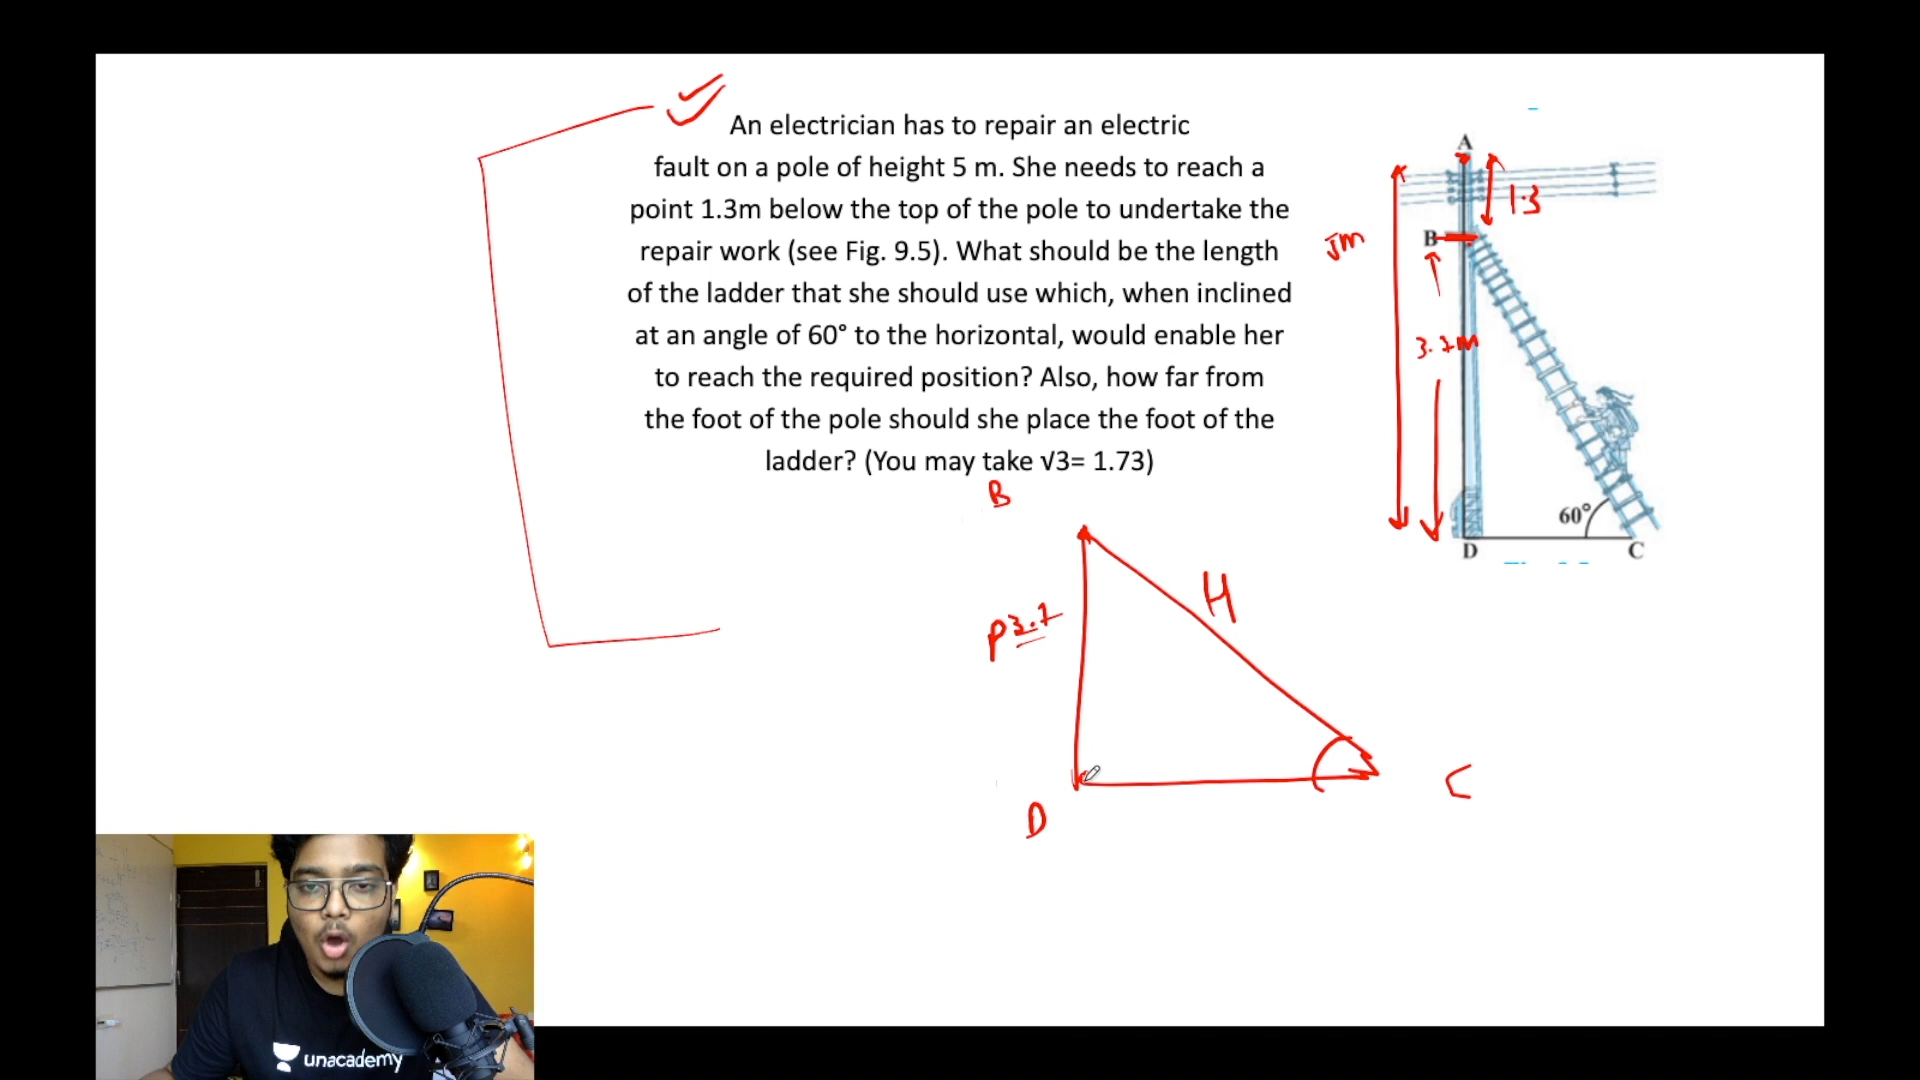 An electrician has to repair an electric
fault on a pole of height 5 m. She needs to reach a
point 1.3m below the top of the pole to undertake the
repair work (see Fig. 9.5). What should be the length
of the ladder that she should use which, when inclined
at an angle of 60° to the horizontal, would enable her
to reach the required position? Also, how far from
the foot of the pole should she place the foot of the
ladder? (You may take √3= 1.73)
A
1.3
5m
B
3.7m
60°
D
C
B
H
P 3.7
C
D
unacademy